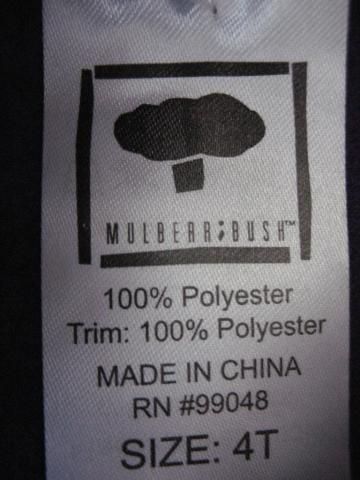 MULBERRIBUSH™
100% Polyester
Trim: 100% Polyester
MADE IN CHINA
RN #99048
SIZE: 4T